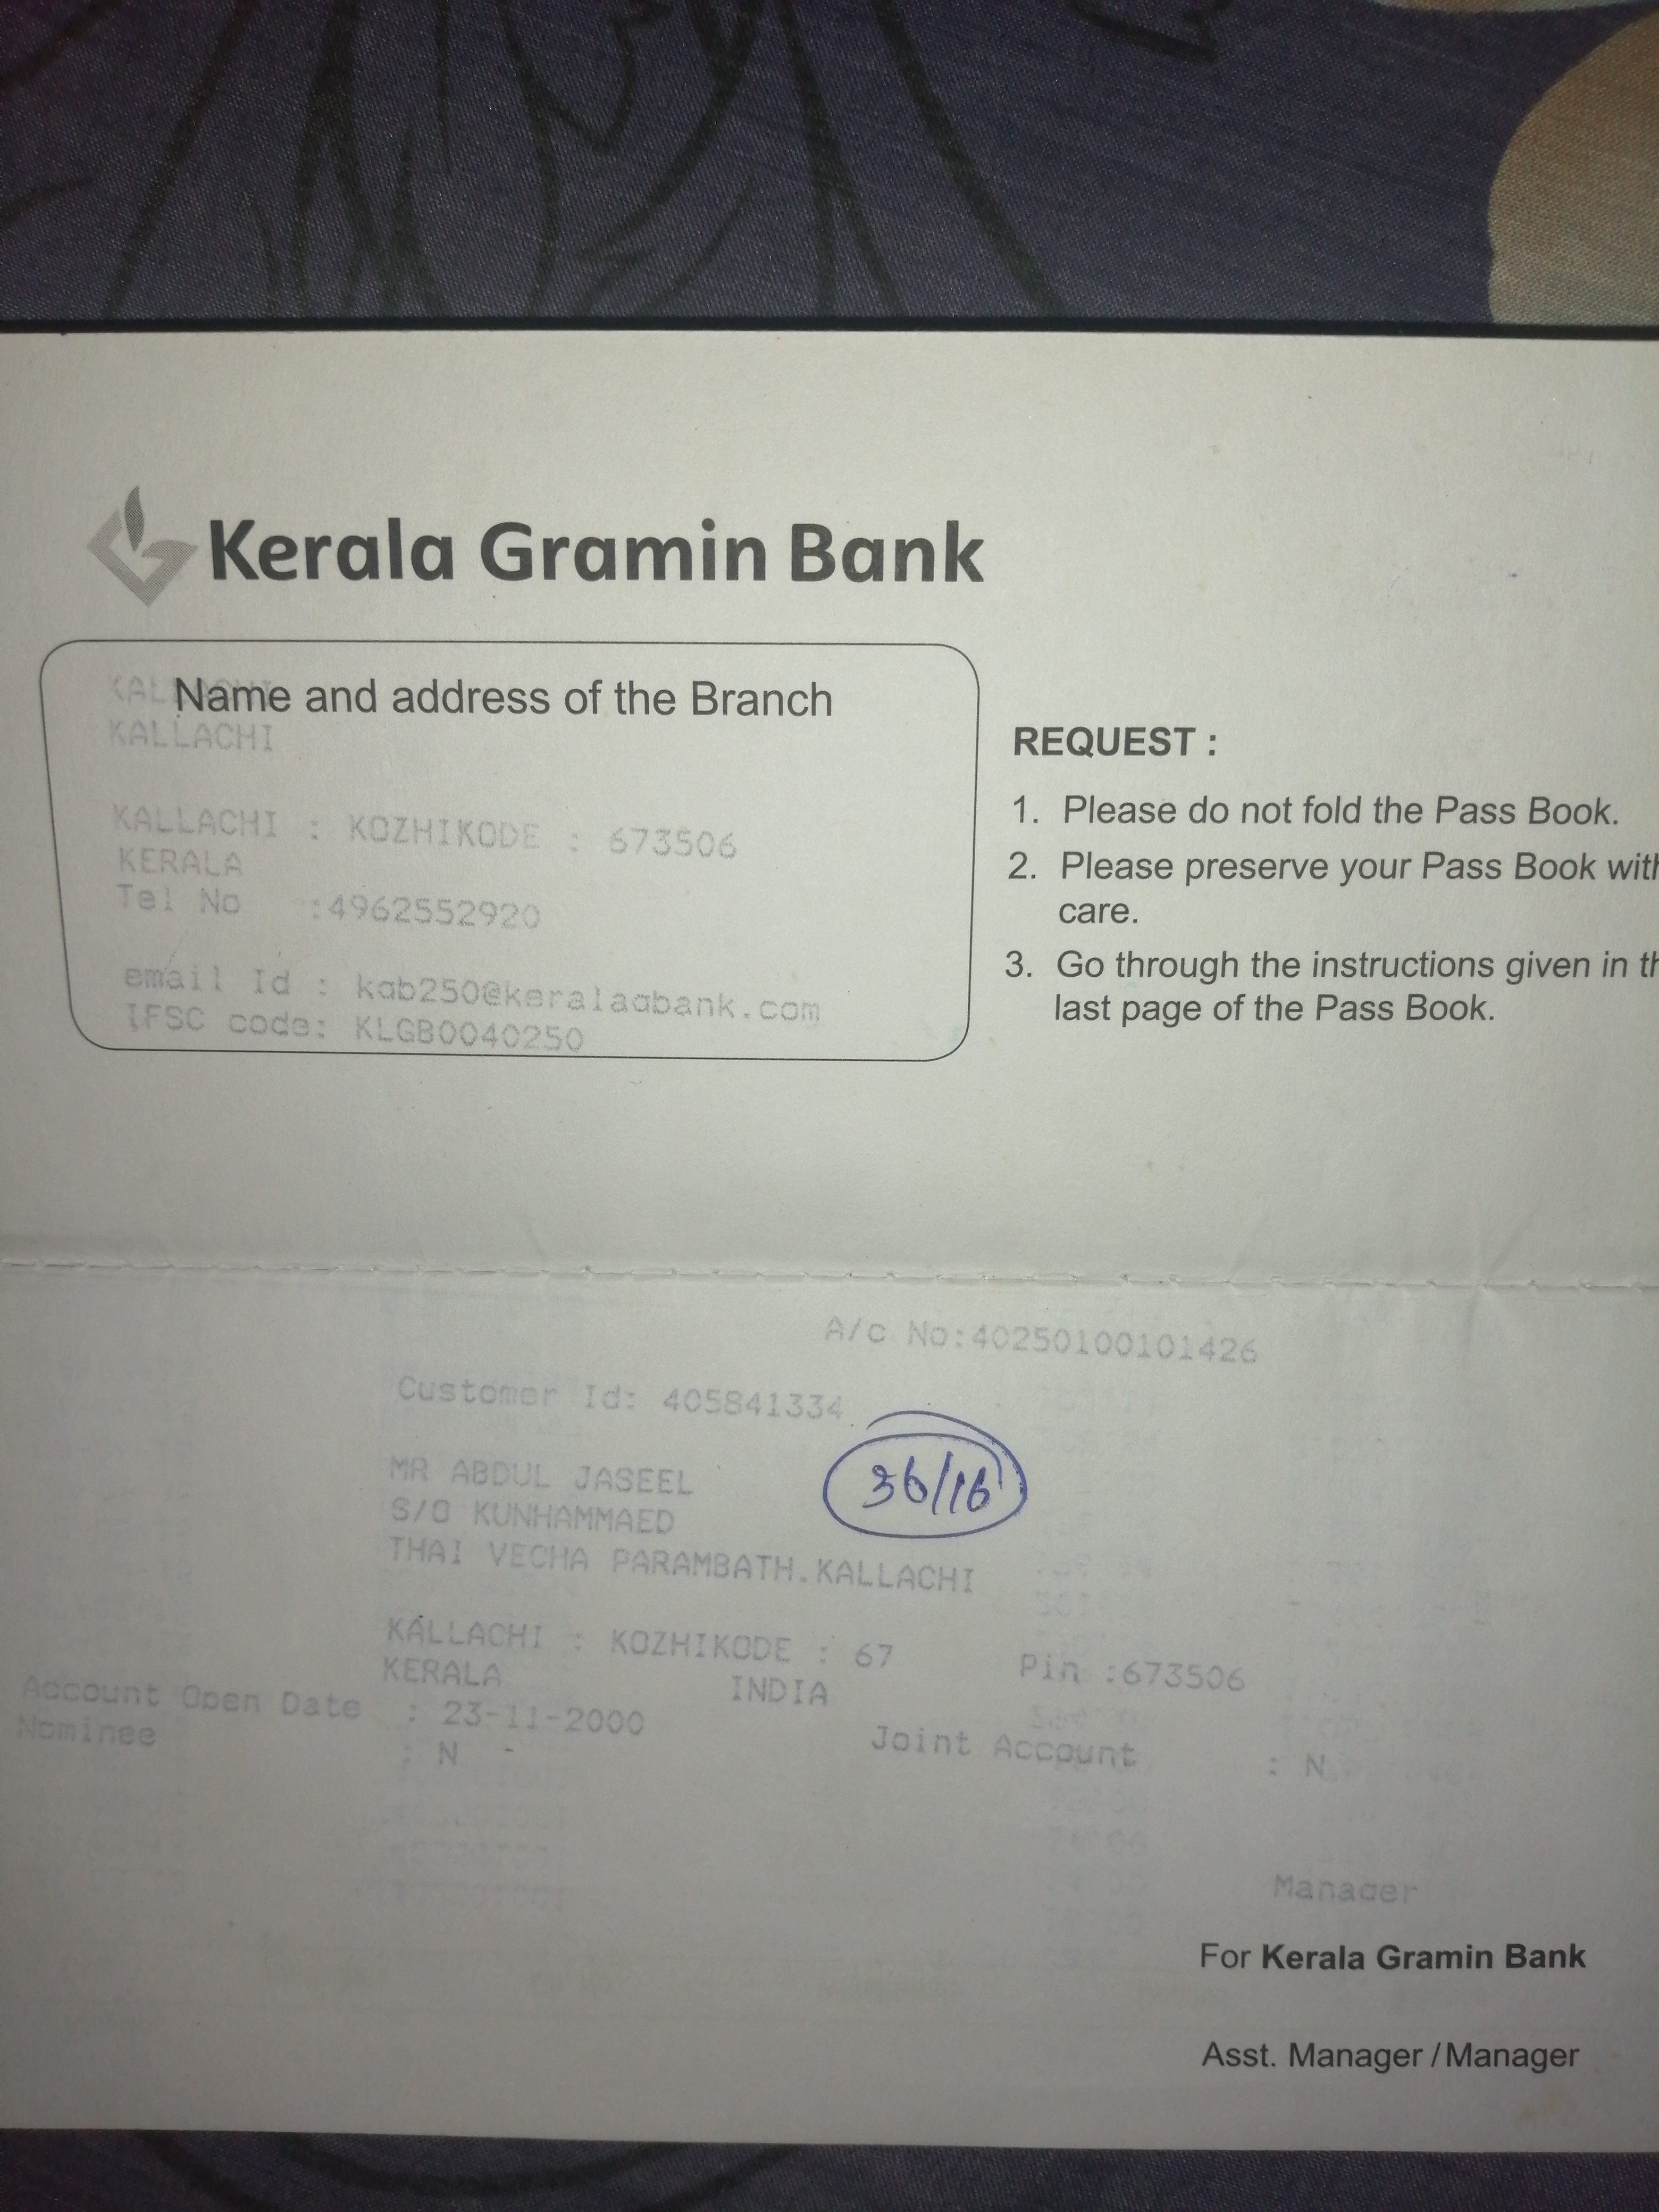 Kerala Gramin Bank
Name and address of the Branch
KALLACHI
KALLACHI : KOZHIKODE : 673506
KERALA
Tel No :4962552920
email Id : kgb250@keralagbank.com
IFSC code: KLGB0040250
REQUEST :
1. Please do not fold the Pass Book.
2. Please preserve your Pass Book with
care.
3. Go through the instructions given in th
last page of the Pass Book.
A/c No:40250100101426
Customer Id: 405841334
36/16
MR ABDUL JASEEL
S/O KUNHAMMAED
THAI VECHA PARAMBATH.KALLACHI
KALLACHI : KOZHIKODE : 67 Pin :673506
KERALA INDIA
Account Open Date : 23-11-2000
Nominee : N - Joint Account : N
Manager
For Kerala Gramin Bank
Asst. Manager / Manager